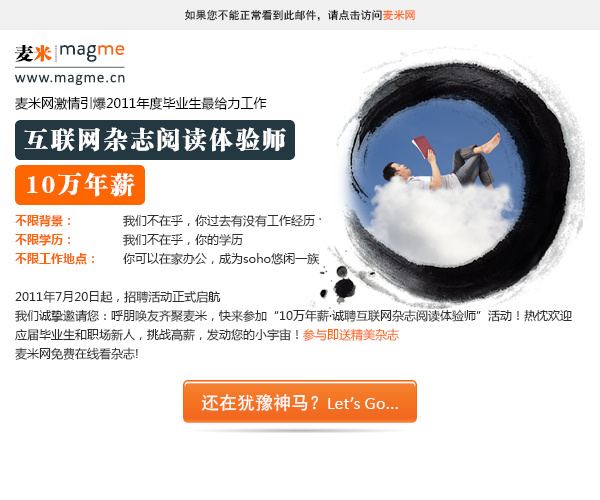 如果您不能正常看到此邮件，请点击访问麦米网
麦米|magme
www.magme.cn
麦米网激情引爆2011年度毕业生最给力工作
互联网杂志阅读体验师
10万年薪
不限背景： 我们不在乎，你过去有没有工作经历
不限学历： 我们不在乎，你的学历
不限工作地点： 你可以在家办公，成为soho悠闲一族
2011年7月20日起，招聘活动正式启航
我们诚挚邀请您：呼朋唤友齐聚麦米，快来参加“10万年薪·诚聘互联网杂志阅读体验师”活动！热忱欢迎
应届毕业生和职场新人，挑战高薪，发动您的小宇宙！参与即送精美杂志
麦米网免费在线看杂志!
还在犹豫神马？Let’s Go...